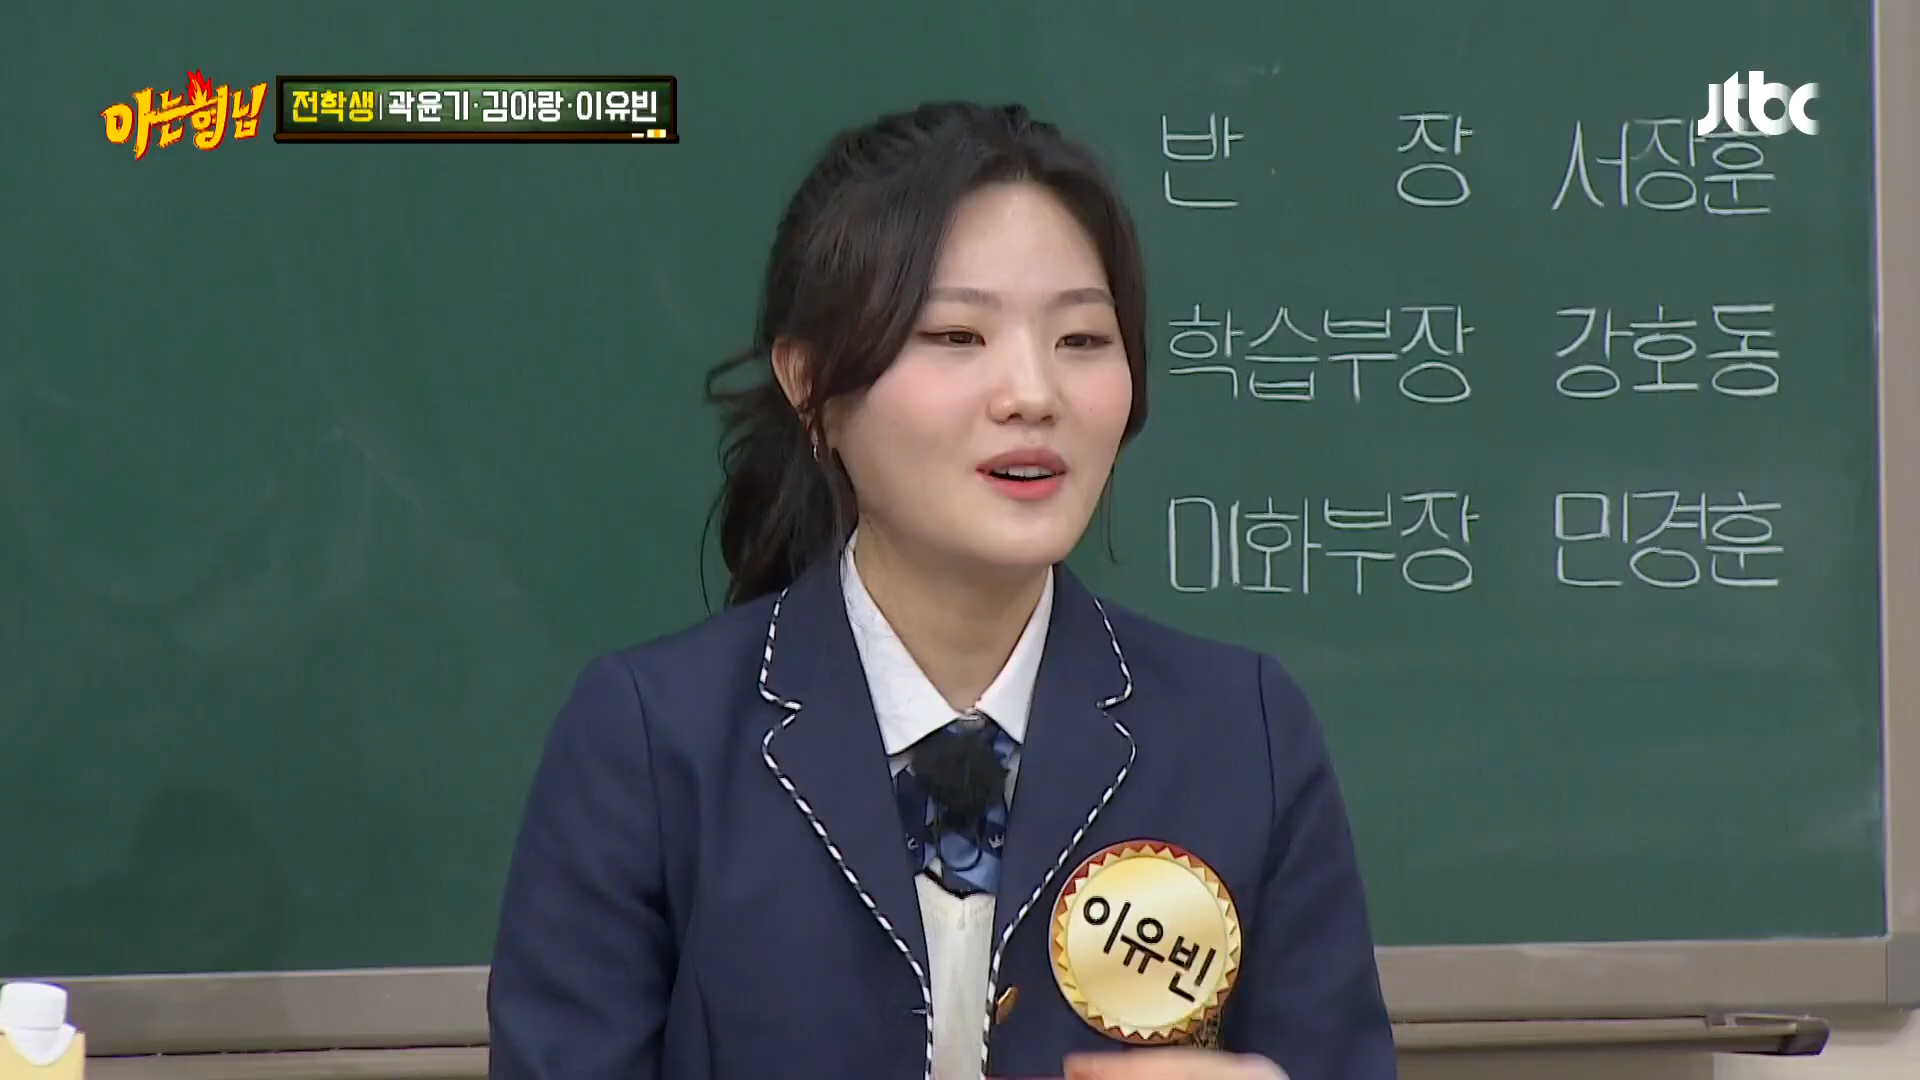 아는형님
전학생|곽윤기·김아랑·이유빈
jtbc
반 장 서장훈
학습부장 강호동
미화부장 민경훈
이유빈